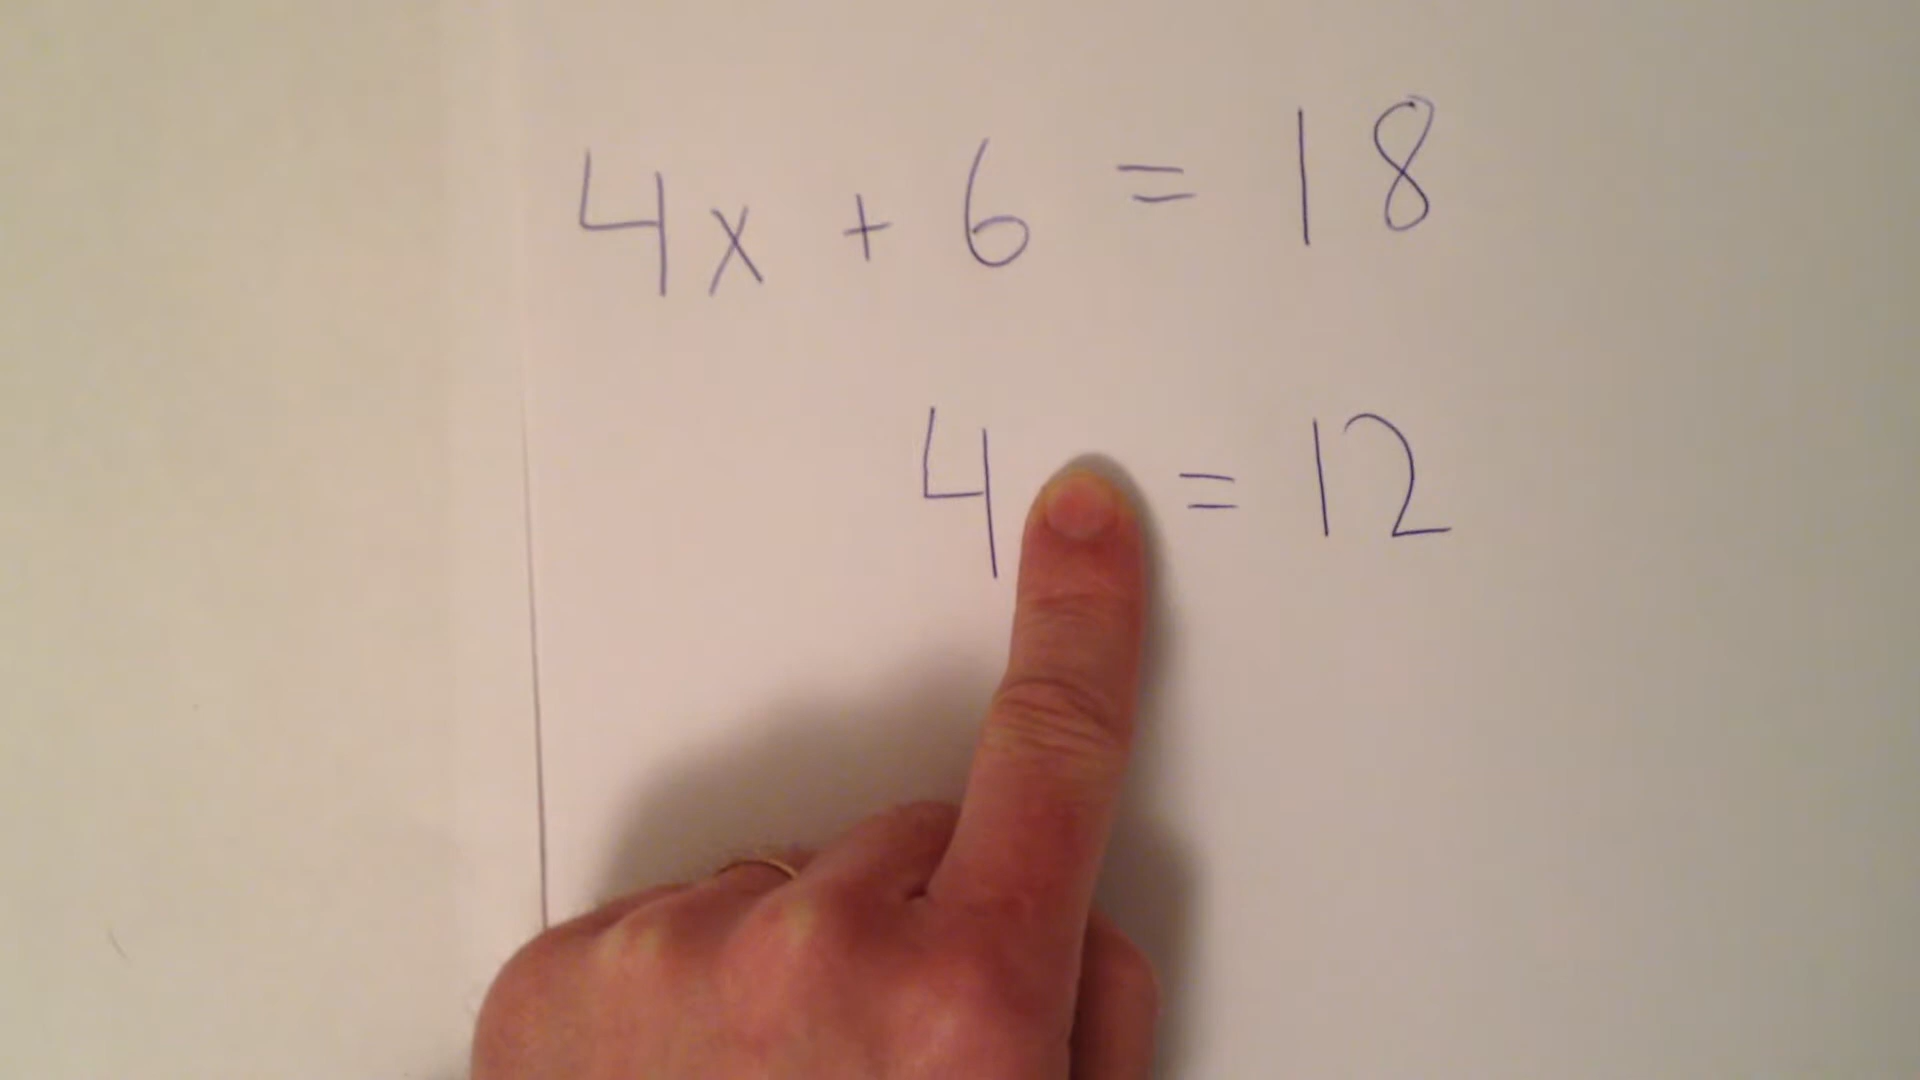 4x + 6 = 18
4 = 12